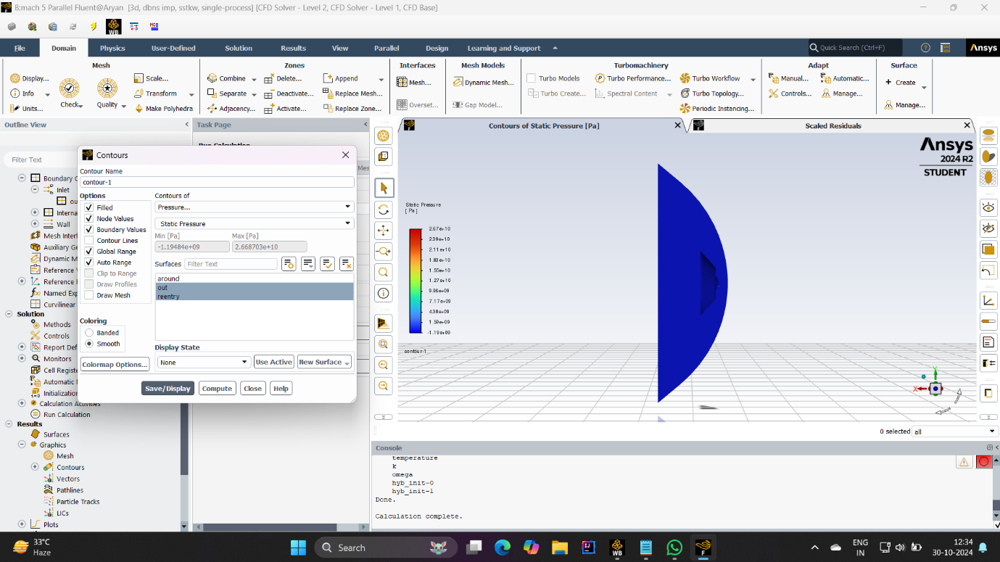 B:mach 5 Parallel Fluent@Aryan [3d, dbns imp, sstkw, single-process] [CFD Solver - Level 2, CFD Solver - Level 1, CFD Base]
WB
File Domain Physics User-Defined Solution Results View Parallel Design Learning and Support Quick Search (Ctrl+F) Ansys
Mesh Zones Interfaces Mesh Models Turbomachinery Adapt Surface
Display... Scale... Combine Delete... Append Mesh... Dynamic Mesh... Turbo Models Turbo Performance... Turbo Workflow Manual... Automatic... Create
Info Transform Separate Deactivate... Replace Mesh... Turbo Create... Spectral Content Turbo Topology... Controls... Manage...
Units... Check Quality Make Polyhedra Adjacency... Activate... Replace Zone... Overset... Gap Model... Periodic Instancing... Manage...
Outline View
Filter Text
Boundary C
Inlet
ou
Interna
Wall
Mesh Interf
Auxiliary Ge
Dynamic M
Reference V
Reference F
Named Exp
Curvilinear
Solution
Methods
Controls
Report Def
Monitors
Cell Regist
Automatic M
Initialization
Calculation Activities
Run Calculation
Results
Surfaces
Graphics
Mesh
Contours
Vectors
Pathlines
Particle Tracks
LICs
Plots
Task Page
Run Calculation
Mes
Contours
Contour Name
contour-1
Options
Filled
Node Values
Boundary Values
Contour Lines
Global Range
Auto Range
Clip to Range
Draw Profiles
Draw Mesh
Coloring
Banded
Smooth
Colormap Options...
Contours of
Pressure...
Static Pressure
Min [Pa] Max [Pa]
-1.19484e+09 2.668703e+10
Surfaces Filter Text
around
out
reentry
Display State
None Use Active New Surface
Save/Display Compute Close Help
Contours of Static Pressure [Pa]
Scaled Residuals
Ansys
2024 R2
STUDENT
Static Pressure
[ Pa ]
2.67e+10
2.39e+10
2.11e+10
1.83e+10
1.55e+10
1.27e+10
9.96e+09
7.17e+09
4.38e+09
1.59e+09
-1.19e+09
contour-1
Y
X
0 selected all
Console
temperature
k
omega
hyb_init-0
hyb_init-1
Done.
Calculation complete.
33°C
Haze
Search
WB
ENG
IN
12:34
30-10-2024